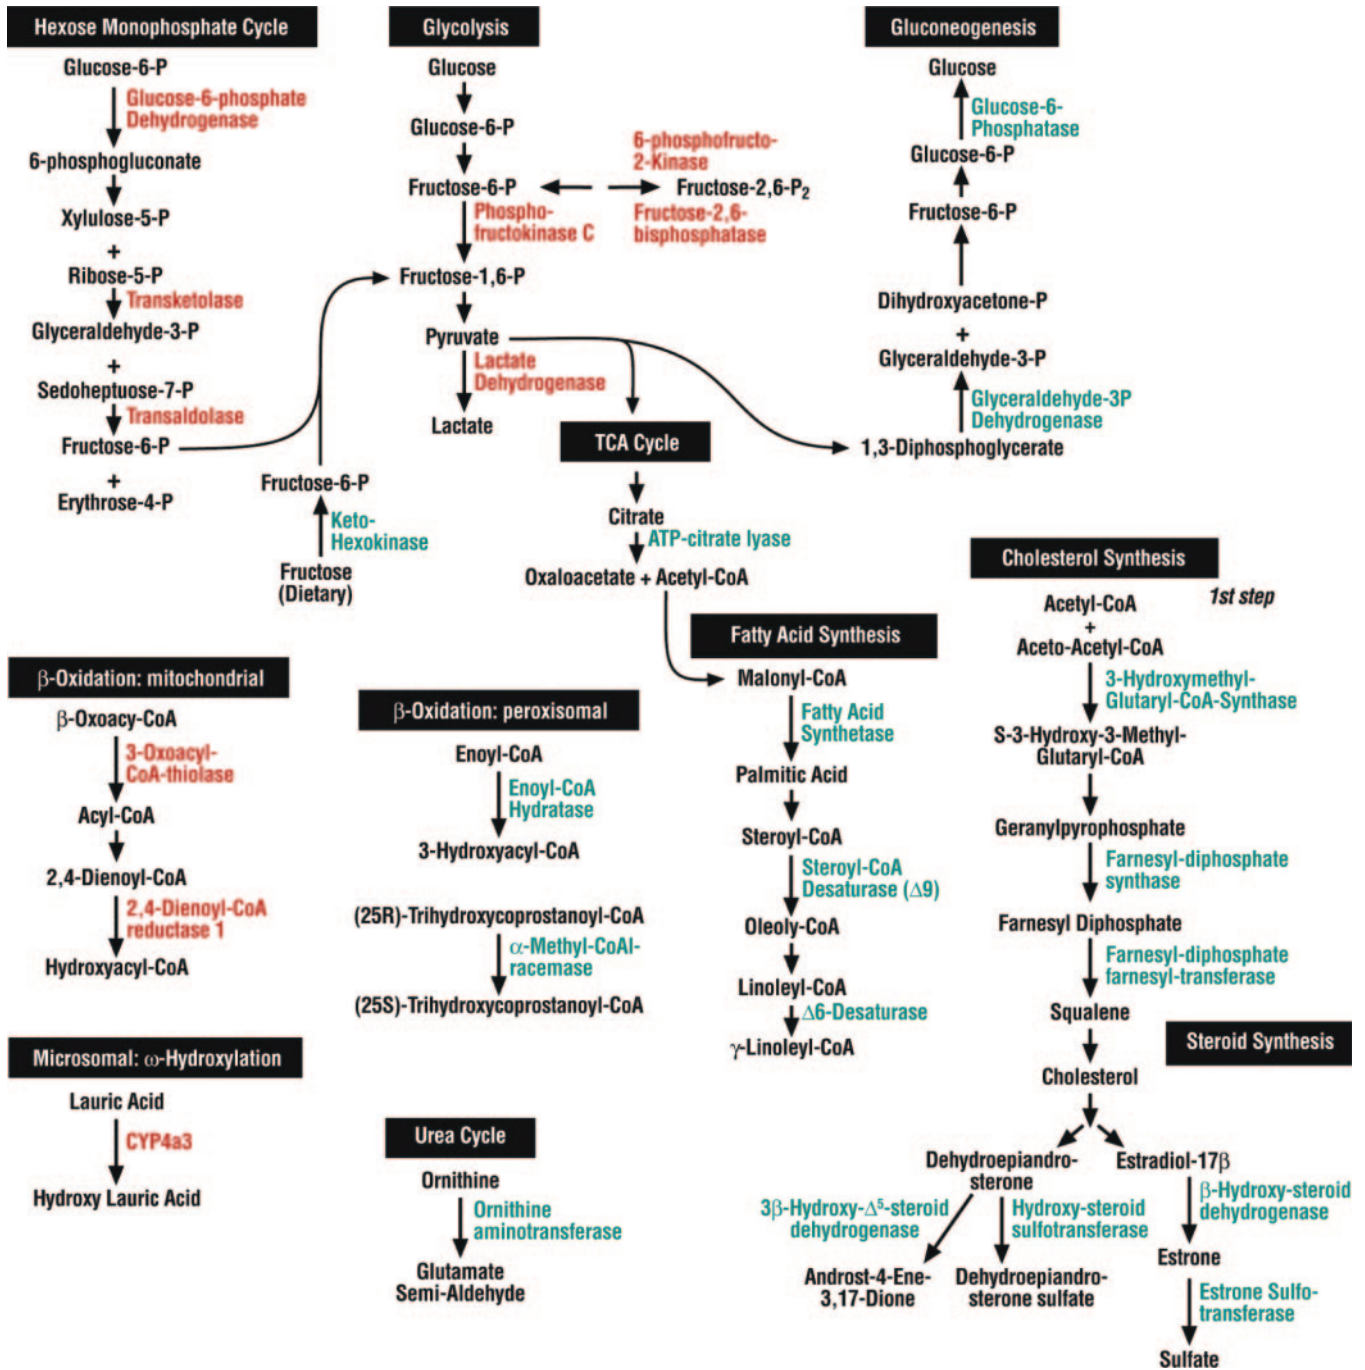 Hexose Monophosphate Cycle
Glucose-6-P
Glucose-6-phosphate
Dehydrogenase
6-phosphogluconate
Xylulose-5-P
+
Ribose-5-P
Transketolase
Glyceraldehyde-3-P
+
Sedoheptuose-7-P
Transaldolase
Fructose-6-P
+
Erythrose-4-P
Fructose-6-P
Keto-
Hexokinase
Fructose
(Dietary)
Glycolysis
Glucose
Glucose-6-P
Fructose-6-P
6-phosphofructo-
2-Kinase
Fructose-2,6-P2
Fructose-2,6-
bisphosphatase
Phospho-
fructokinase C
Fructose-1,6-P
Pyruvate
Lactate
Dehydrogenase
Lactate
Gluconeogenesis
Glucose
Glucose-6-
Phosphatase
Glucose-6-P
Fructose-6-P
Dihydroxyacetone-P
+
Glyceraldehyde-3-P
Glyceraldehyde-3P
Dehydrogenase
1,3-Diphosphoglycerate
TCA Cycle
Citrate
ATP-citrate lyase
Oxaloacetate + Acetyl-CoA
Fatty Acid Synthesis
Malonyl-CoA
Fatty Acid
Synthetase
Palmitic Acid
Steroyl-CoA
Steroyl-CoA
Desaturase (Δ9)
Oleoly-CoA
Linoleyl-CoA
Δ6-Desaturase
γ-Linoleyl-CoA
Cholesterol Synthesis
1st step
Acetyl-CoA
+
Aceto-Acetyl-CoA
3-Hydroxymethyl-
Glutaryl-CoA-Synthase
S-3-Hydroxy-3-Methyl-
Glutaryl-CoA
Geranylpyrophosphate
Farnesyl-diphosphate
synthase
Farnesyl Diphosphate
Farnesyl-diphosphate
farnesyl-transferase
Squalene
Steroid Synthesis
Cholesterol
Dehydroepiandro-
sterone
Estradiol-17β
3β-Hydroxy-Δ5-steroid
dehydrogenase
Hydroxy-steroid
sulfotransferase
β-Hydroxy-steroid
dehydrogenase
Androst-4-Ene-
3,17-Dione
Dehydroepiandro-
sterone sulfate
Estrone
Estrone Sulfo-
transferase
Sulfate
β-Oxidation: mitochondrial
β-Oxoacy-CoA
3-Oxoacyl-
CoA-thiolase
Acyl-CoA
2,4-Dienoyl-CoA
2,4-Dienoyl-CoA
reductase 1
Hydroxyacyl-CoA
β-Oxidation: peroxisomal
Enoyl-CoA
Enoyl-CoA
Hydratase
3-Hydroxyacyl-CoA
(25R)-Trihydroxycoprostanoyl-CoA
α-Methyl-CoAl-
racemase
(25S)-Trihydroxycoprostanoyl-CoA
Microsomal: ω-Hydroxylation
Lauric Acid
CYP4a3
Hydroxy Lauric Acid
Urea Cycle
Ornithine
Ornithine
aminotransferase
Glutamate
Semi-Aldehyde